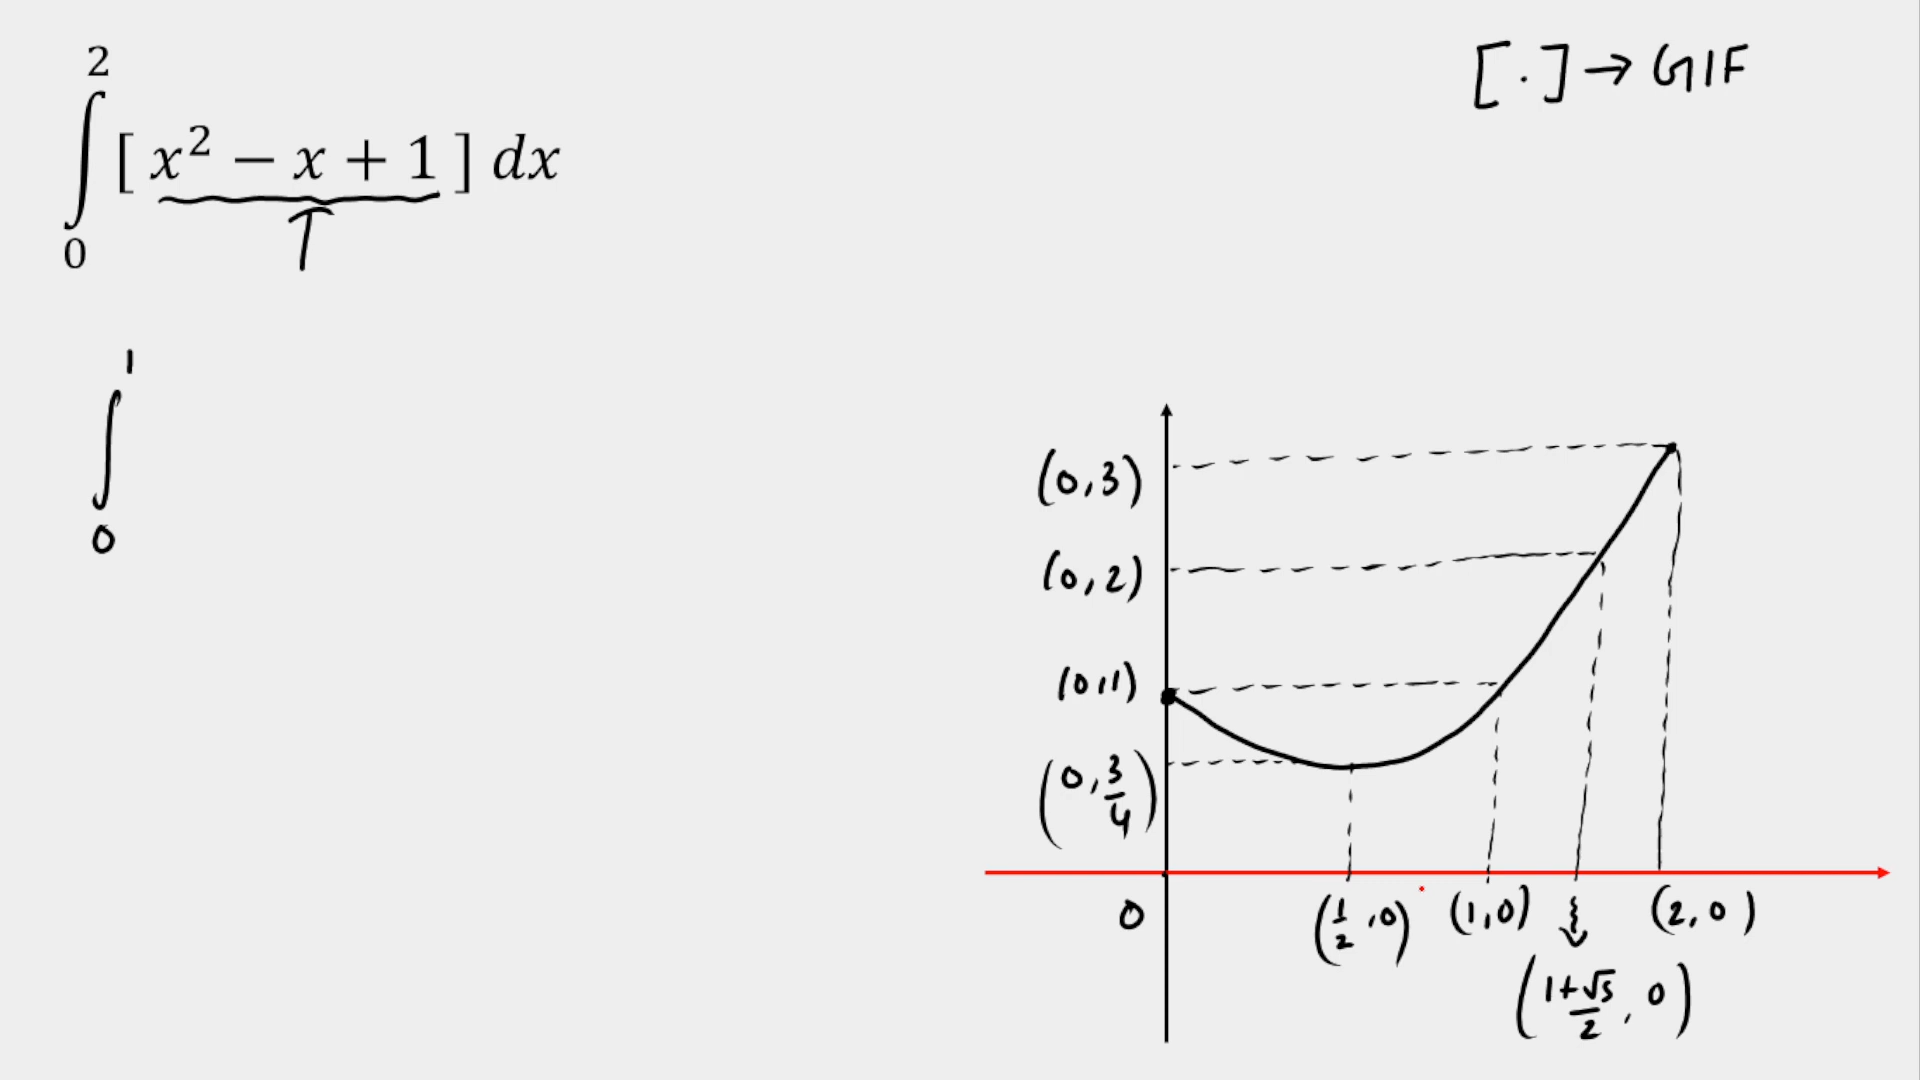 ∫₀² [ x² − x + 1 ] dx
T
[ · ] → GIF
∫₀¹
(0,3)
(0,2)
(0,1)
(0, 3/4)
0
(1/2, 0) (1,0) (2,0)
((1+√5)/2, 0)